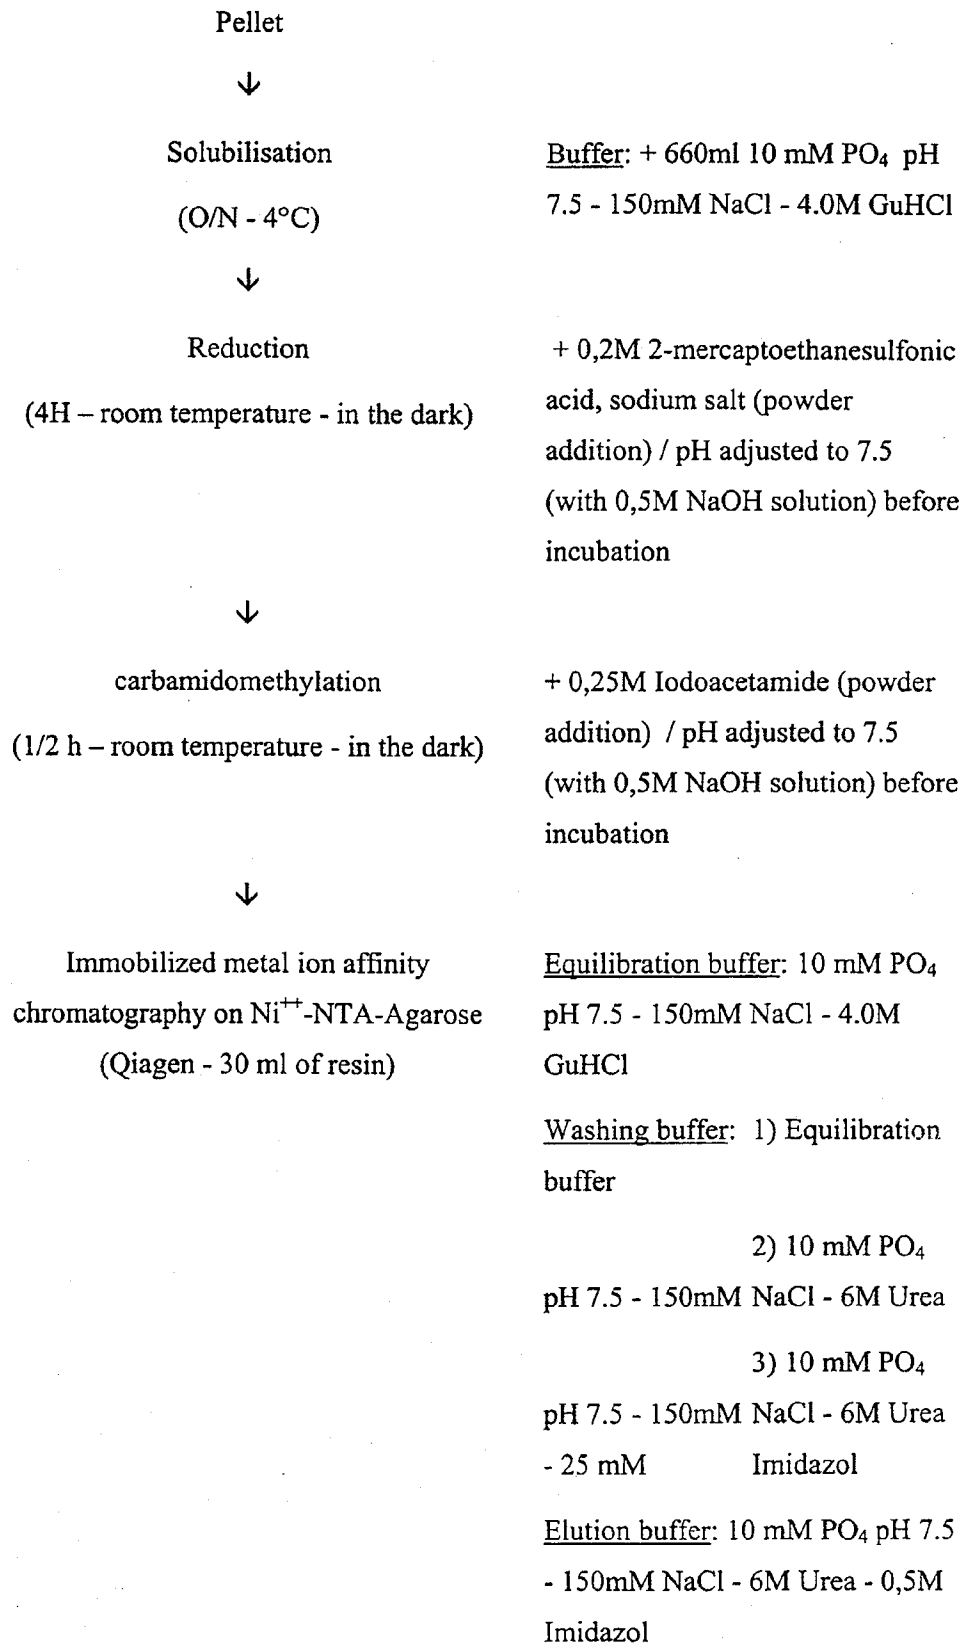 Pellet
↓
Solubilisation
(O/N - 4°C)
Buffer: + 660ml 10 mM PO₄ pH
7.5 - 150mM NaCl - 4.0M GuHCl
↓
Reduction
(4H – room temperature - in the dark)
+ 0,2M 2-mercaptoethanesulfonic
acid, sodium salt (powder
addition) / pH adjusted to 7.5
(with 0,5M NaOH solution) before
incubation
↓
carbamidomethylation
(1/2 h – room temperature - in the dark)
+ 0,25M Iodoacetamide (powder
addition) / pH adjusted to 7.5
(with 0,5M NaOH solution) before
incubation
↓
Immobilized metal ion affinity
chromatography on Ni⁺⁺-NTA-Agarose
(Qiagen - 30 ml of resin)
Equilibration buffer: 10 mM PO₄
pH 7.5 - 150mM NaCl - 4.0M
GuHCl
Washing buffer: 1) Equilibration
buffer
2) 10 mM PO₄
pH 7.5 - 150mM NaCl - 6M Urea
3) 10 mM PO₄
pH 7.5 - 150mM NaCl - 6M Urea
- 25 mM Imidazol
Elution buffer: 10 mM PO₄ pH 7.5
- 150mM NaCl - 6M Urea - 0,5M
Imidazol